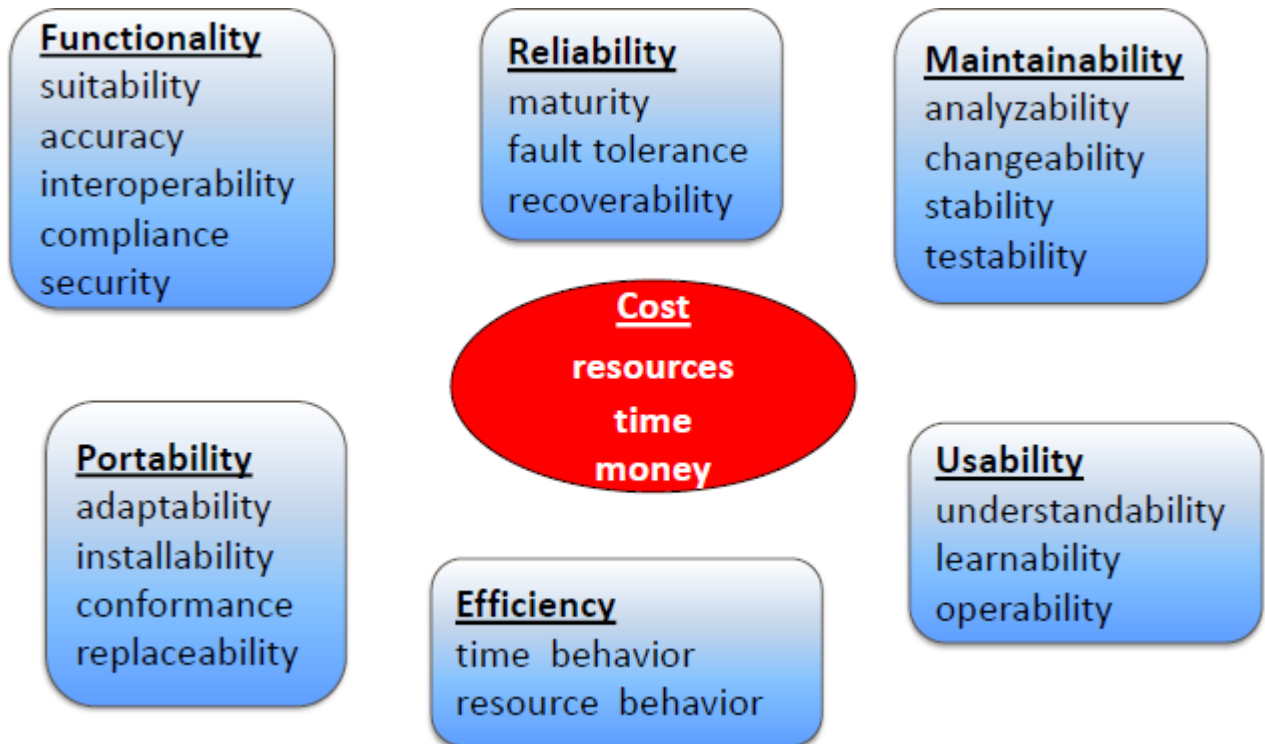 Functionality
suitability
accuracy
interoperability
compliance
security
Reliability
maturity
fault tolerance
recoverability
Maintainability
analyzability
changeability
stability
testability
Cost
resources
time
money
Portability
adaptability
installability
conformance
replaceability
Efficiency
time behavior
resource behavior
Usability
understandability
learnability
operability